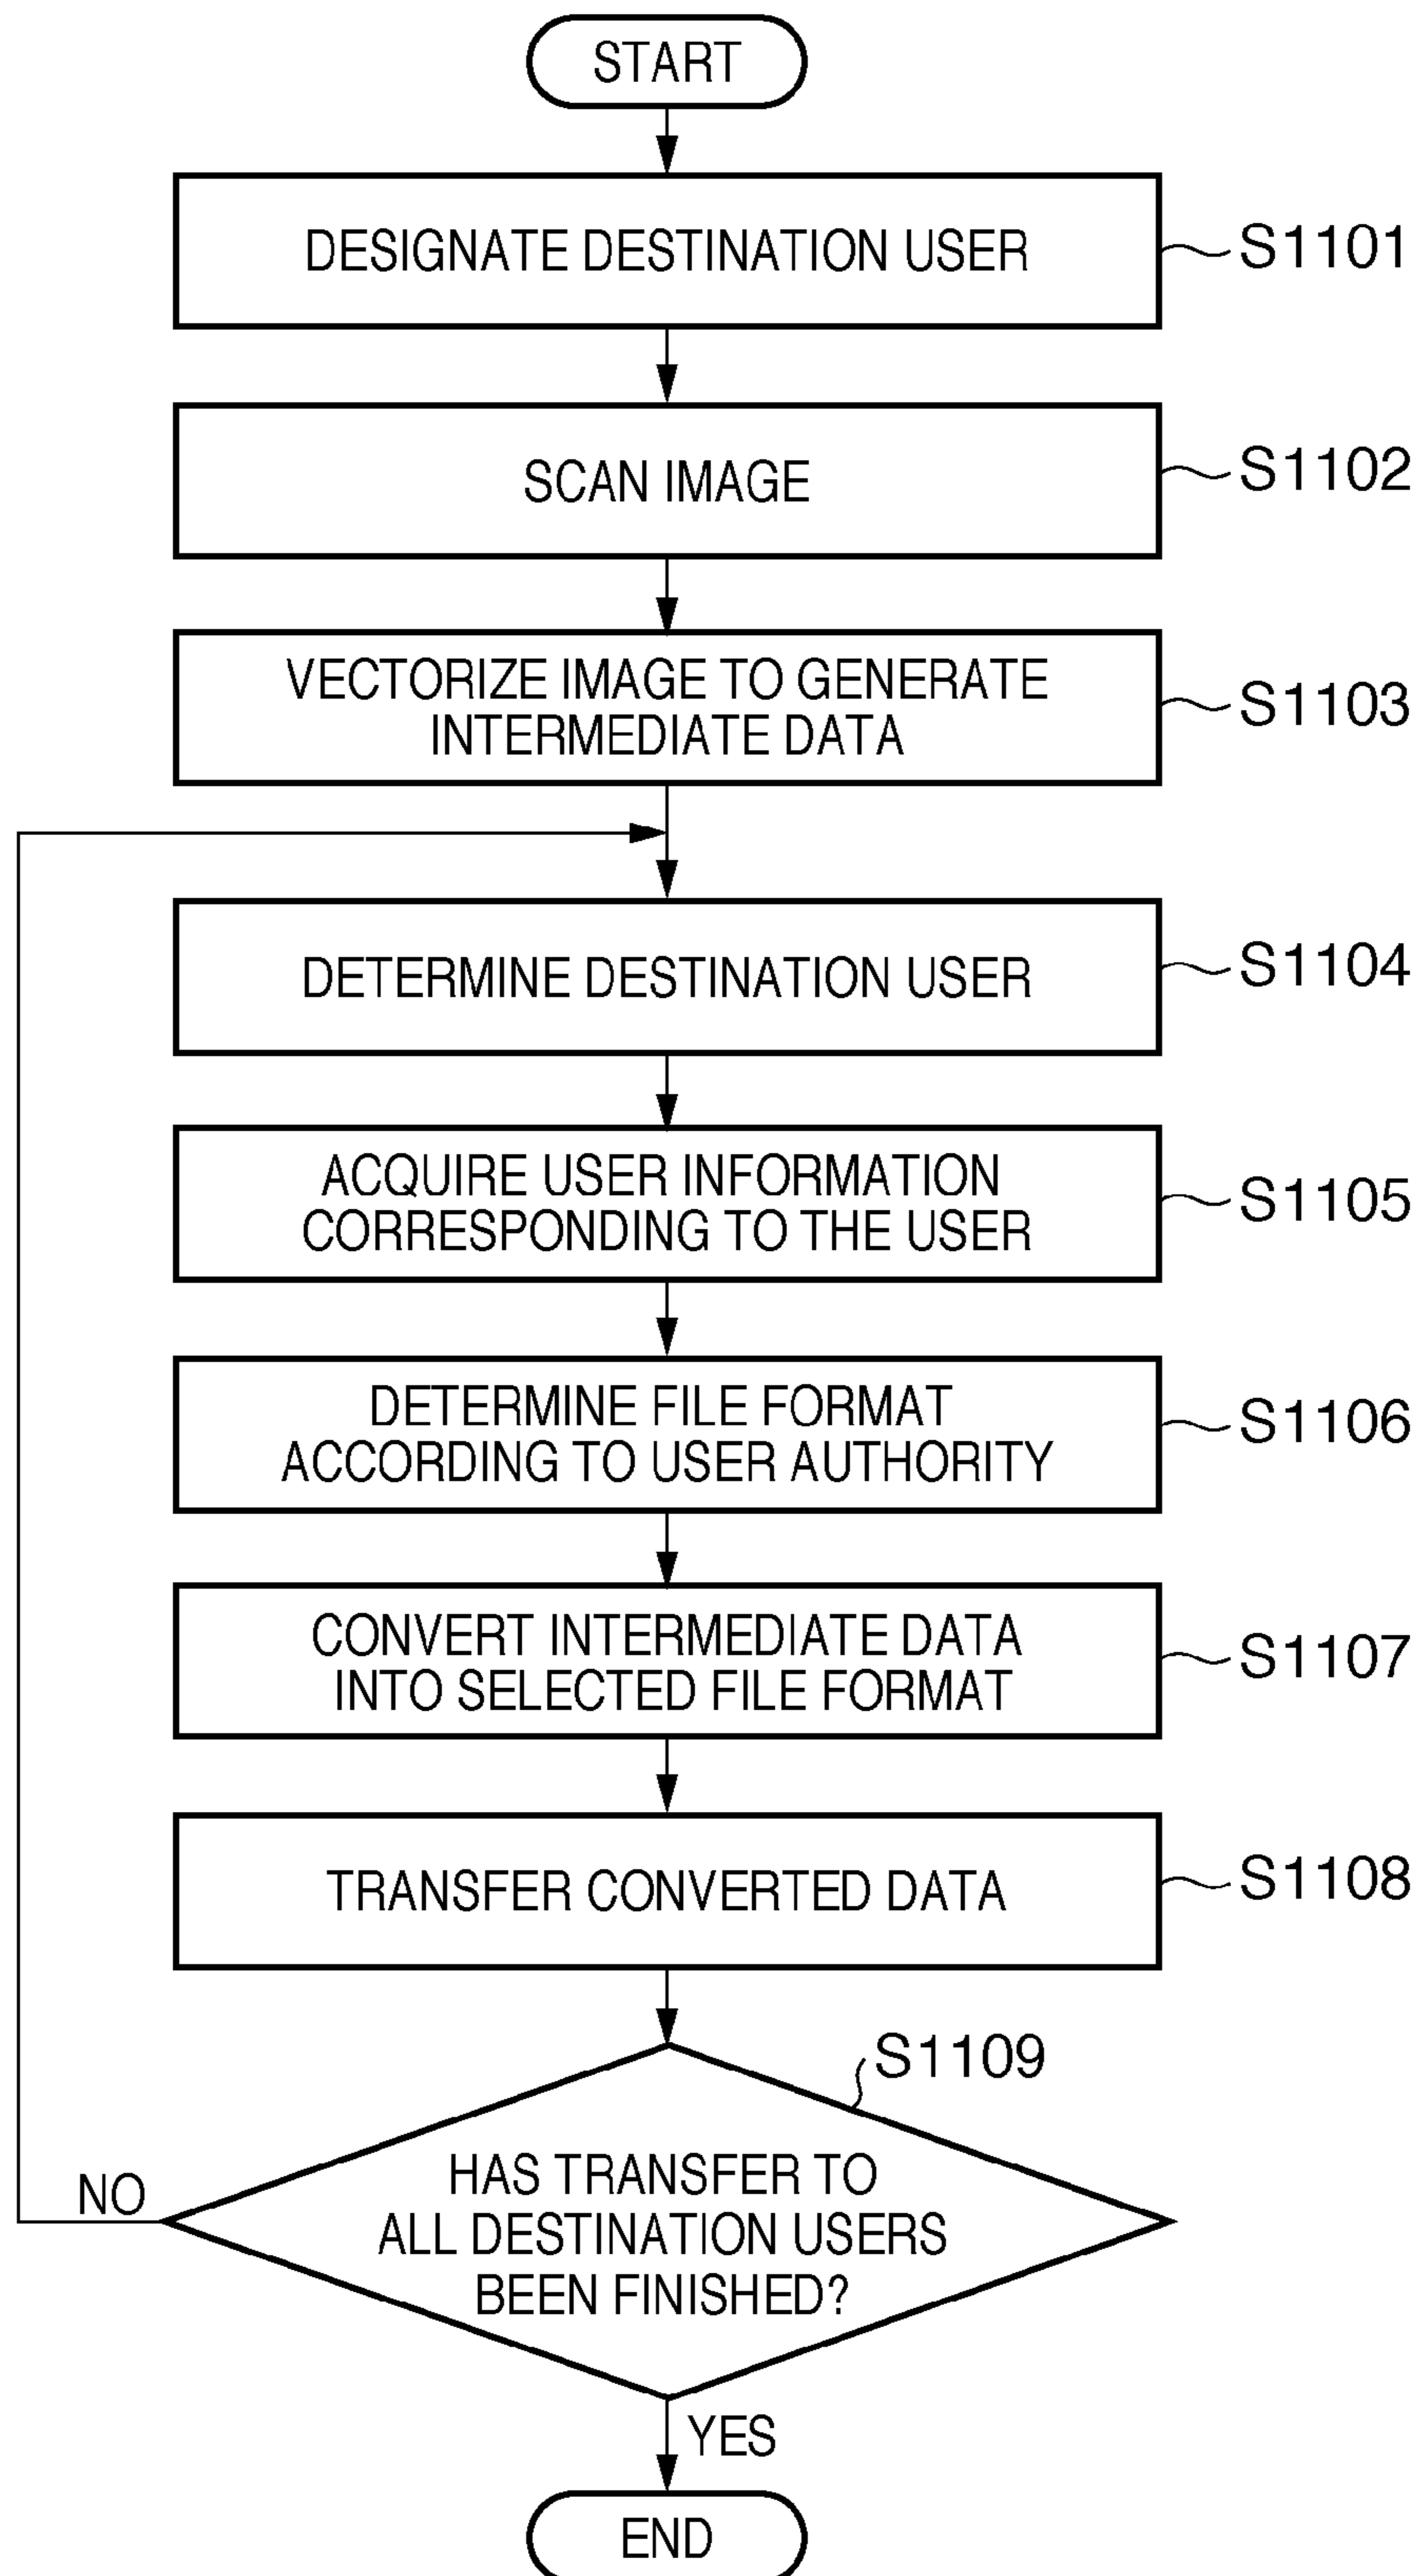 START
DESIGNATE DESTINATION USER
S1101
SCAN IMAGE
S1102
VECTORIZE IMAGE TO GENERATE
INTERMEDIATE DATA
S1103
DETERMINE DESTINATION USER
S1104
ACQUIRE USER INFORMATION
CORRESPONDING TO THE USER
S1105
DETERMINE FILE FORMAT
ACCORDING TO USER AUTHORITY
S1106
CONVERT INTERMEDIATE DATA
INTO SELECTED FILE FORMAT
S1107
TRANSFER CONVERTED DATA
S1108
S1109
HAS TRANSFER TO
ALL DESTINATION USERS
BEEN FINISHED?
NO
YES
END